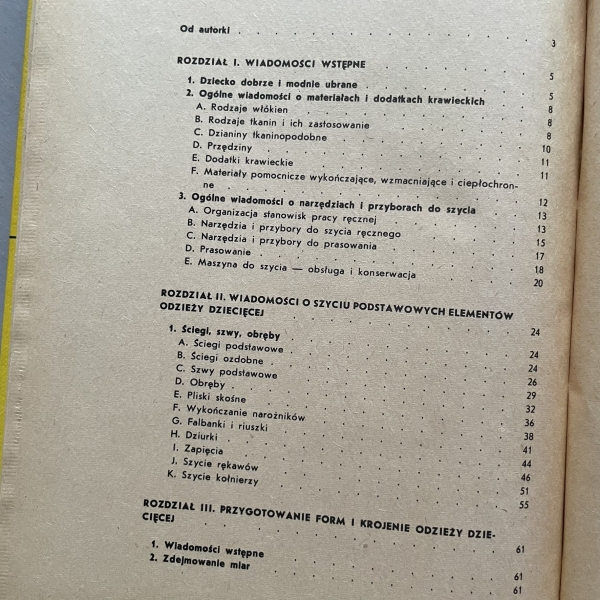 Od autorki . . . 3
ROZDZIAŁ I. WIADOMOŚCI WSTĘPNE . . . 5
1. Dziecko dobrze i modnie ubrane . . . 5
2. Ogólne wiadomości o materiałach i dodatkach krawieckich . . . 8
A. Rodzaje włókien . . . 8
B. Rodzaje tkanin i ich zastosowanie . . . 8
C. Dzianiny tkaninopodobne . . . 10
D. Przędziny . . . 11
E. Dodatki krawieckie . . . 11
F. Materiały pomocnicze wykończające, wzmacniające i ciepłochron-
ne . . . 12
3. Ogólne wiadomości o narzędziach i przyborach do szycia . . . 13
A. Organizacja stanowisk pracy ręcznej . . . 13
B. Narzędzia i przybory do szycia ręcznego . . . 15
C. Narzędzia i przybory do prasowania . . . 17
D. Prasowanie . . . 18
E. Maszyna do szycia — obsługa i konserwacja . . . 20
ROZDZIAŁ II. WIADOMOŚCI O SZYCIU PODSTAWOWYCH ELEMENTÓW
ODZIEŻY DZIECIĘCEJ . . . 24
1. Ściegi, szwy, obręby . . . 24
A. Ściegi podstawowe . . . 24
B. Ściegi ozdobne . . . 26
C. Szwy podstawowe . . . 29
D. Obręby . . . 32
E. Pliski skośne . . . 36
F. Wykończanie narożników . . . 38
G. Falbanki i riuszki . . . 41
H. Dziurki . . . 44
I. Zapięcia . . . 46
J. Szycie rękawów . . . 51
K. Szycie kołnierzy . . . 55
ROZDZIAŁ III. PRZYGOTOWANIE FORM I KROJENIE ODZIEŻY DZIE-
CIĘCEJ . . . 61
1. Wiadomości wstępne . . . 61
2. Zdejmowanie miar . . . 61